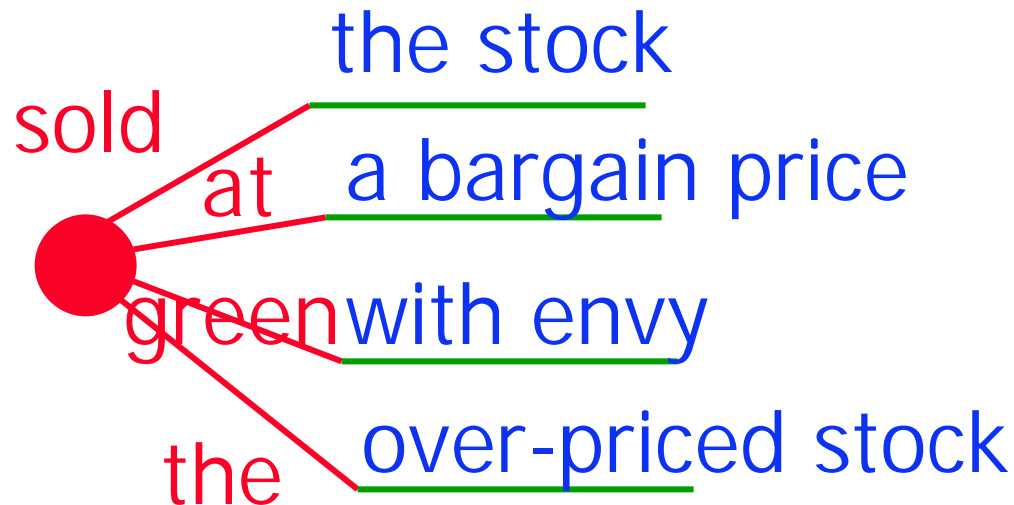 sold the stock
at a bargain price
green with envy
the over-priced stock